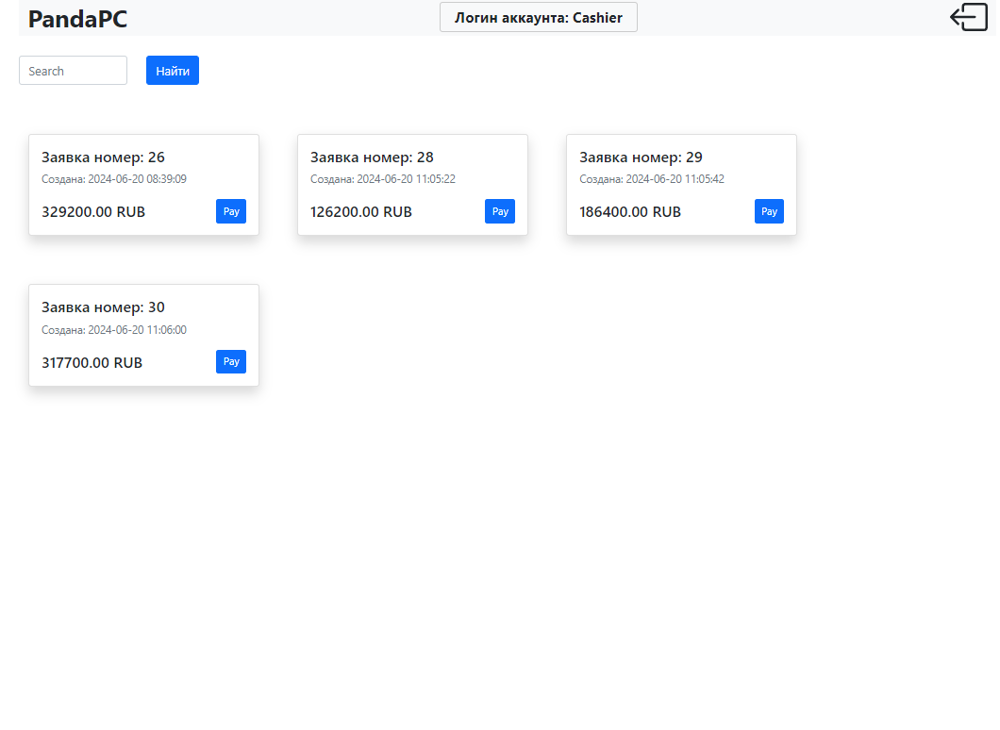 PandaPC
Логин аккаунта: Cashier
Search
Найти
Заявка номер: 26
Создана: 2024-06-20 08:39:09
329200.00 RUB
Pay
Заявка номер: 28
Создана: 2024-06-20 11:05:22
126200.00 RUB
Pay
Заявка номер: 29
Создана: 2024-06-20 11:05:42
186400.00 RUB
Pay
Заявка номер: 30
Создана: 2024-06-20 11:06:00
317700.00 RUB
Pay